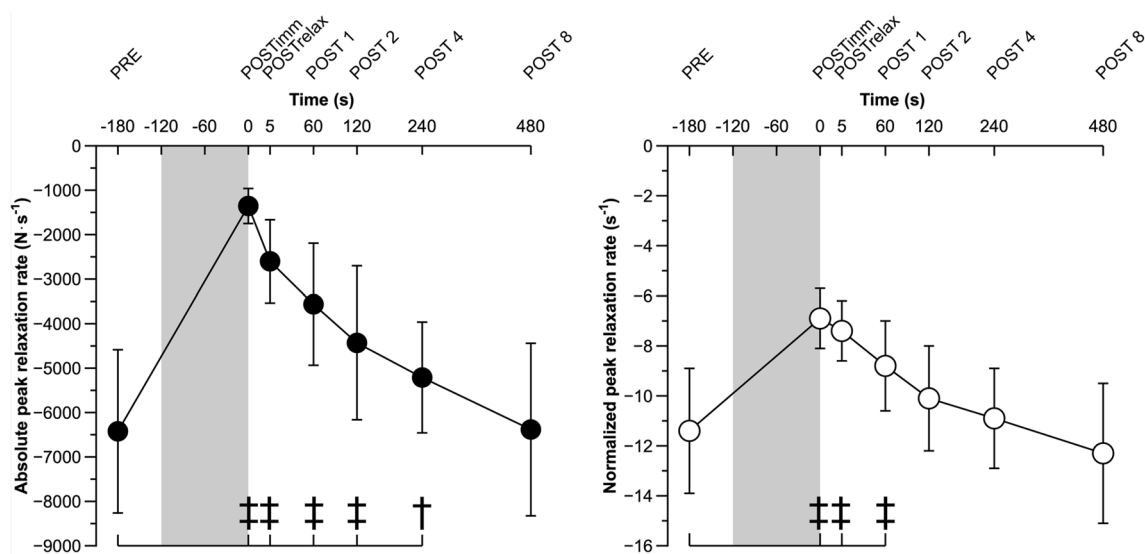 PRE
POSTimm
POSTrelax
POST 1
POST 2
POST 4
POST 8
Time (s)
-180 -120 -60 0 5 60 120 240 480
Absolute peak relaxation rate (N·s⁻¹)
0
−1000
−2000
−3000
−4000
−5000
−6000
−7000
−8000
−9000
‡ ‡ ‡ ‡ †
PRE
POSTimm
POSTrelax
POST 1
POST 2
POST 4
POST 8
Time (s)
-180 -120 -60 0 5 60 120 240 480
Normalized peak relaxation rate (s⁻¹)
0
−2
−4
−6
−8
−10
−12
−14
−16
‡ ‡ ‡